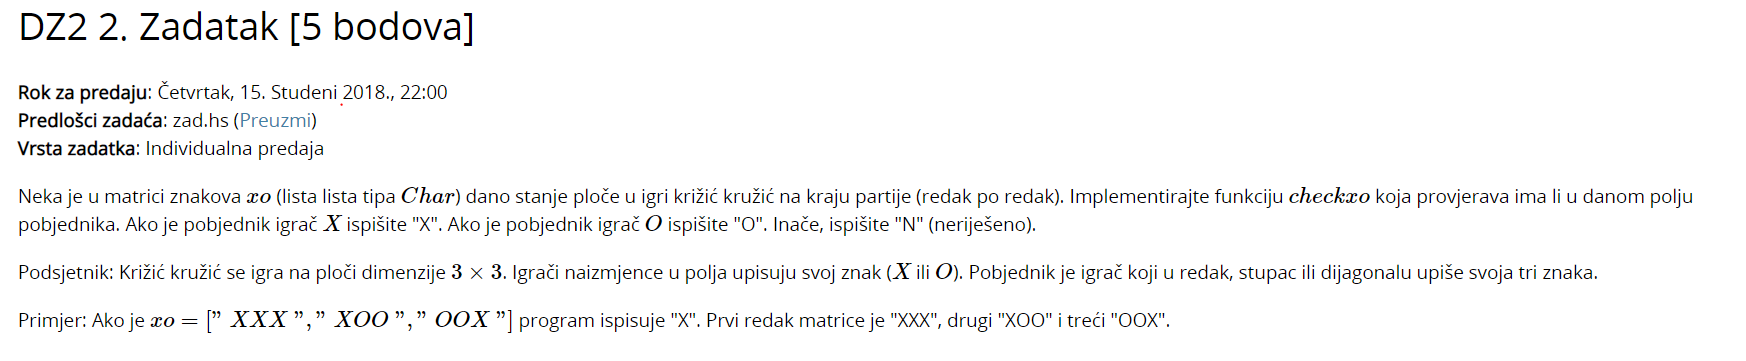 DZ2 2. Zadatak [5 bodova]
Rok za predaju: Četvrtak, 15. Studeni 2018., 22:00
Predlošci zadaća: zad.hs (Preuzmi)
Vrsta zadatka: Individualna predaja
Neka je u matrici znakova xo (lista lista tipa Char) dano stanje ploče u igri križić kružić na kraju partije (redak po redak). Implementirajte funkciju checkxo koja provjerava ima li u danom polju
pobjednika. Ako je pobjednik igrač X ispišite "X". Ako je pobjednik igrač O ispišite "O". Inače, ispišite "N" (neriješeno).
Podsjetnik: Križić kružić se igra na ploči dimenzije 3 × 3. Igrači naizmjence u polja upisuju svoj znak (X ili O). Pobjednik je igrač koji u redak, stupac ili dijagonalu upiše svoja tri znaka.
Primjer: Ako je xo = [” XXX ”, ” XOO ”, ” OOX ”] program ispisuje "X". Prvi redak matrice je "XXX", drugi "XOO" i treći "OOX".